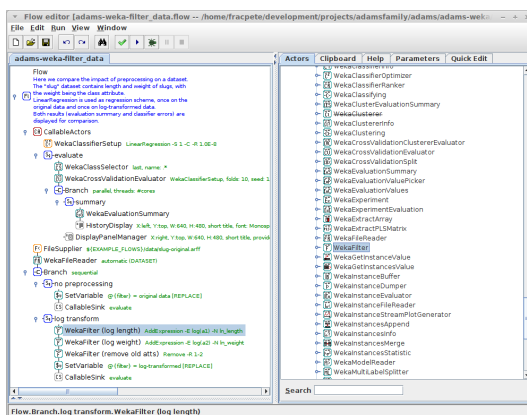 Flow editor [adams-weka-filter_data.flow -- /home/fracpete/development/projects/adamsfamily/adams/adams-weka
File Edit Run View Window
adams-weka-filter_data
Flow
Here we compare the impact of preprocessing on a dataset.
The "slug" dataset contains length and weight of slugs, with
the weight being the class attribute.
LinearRegression is used as regression scheme, once on the
original data and once on log-transformed data.
Both results (evaluation summary and classifier errors) are
displayed for comparison.
CallableActors
WekaClassifierSetup LinearRegression -S 1 -C -R 1.0E-8
evaluate
WekaClassSelector last, name: *
WekaCrossValidationEvaluator WekaClassifierSetup, folds: 10, seed: 1
Branch parallel, threads: #cores
summary
WekaEvaluationSummary
HistoryDisplay X:left, Y:top, W:640, H:480, short title, font: Monosp
DisplayPanelManager X:right, Y:top, W:640, H:480, short title, provid
FileSupplier ${EXAMPLE_FLOWS}/data/slug-original.arff
WekaFileReader automatic (DATASET)
Branch sequential
no preprocessing
SetVariable @{filter} = original data [REPLACE]
CallableSink evaluate
log transform
WekaFilter (log length) AddExpression -E log(a1) -N ln_length
WekaFilter (log weight) AddExpression -E log(a2) -N ln_weight
WekaFilter (remove old atts) Remove -R 1-2
SetVariable @{filter} = log-transformed [REPLACE]
CallableSink evaluate
Flow.Branch.log transform.WekaFilter (log length)
Actors Clipboard Help Parameters Quick Edit
WekaClassifierInfo
WekaClassifierOptimizer
WekaClassifierRanker
WekaClassifying
WekaClusterEvaluationSummary
WekaClusterer
WekaClustererInfo
WekaClustering
WekaCrossValidationClustererEvaluator
WekaCrossValidationEvaluator
WekaCrossValidationSplit
WekaEvaluationSummary
WekaEvaluationValuePicker
WekaEvaluationValues
WekaExperiment
WekaExperimentEvaluation
WekaExtractArray
WekaExtractPLSMatrix
WekaFileReader
WekaFilter
WekaGetInstanceValue
WekaGetInstancesValue
WekaInstanceBuffer
WekaInstanceDumper
WekaInstanceEvaluator
WekaInstanceFileReader
WekaInstanceStreamPlotGenerator
WekaInstancesAppend
WekaInstancesInfo
WekaInstancesMerge
WekaInstancesStatistic
WekaModelReader
WekaMultiLabelSplitter
Search